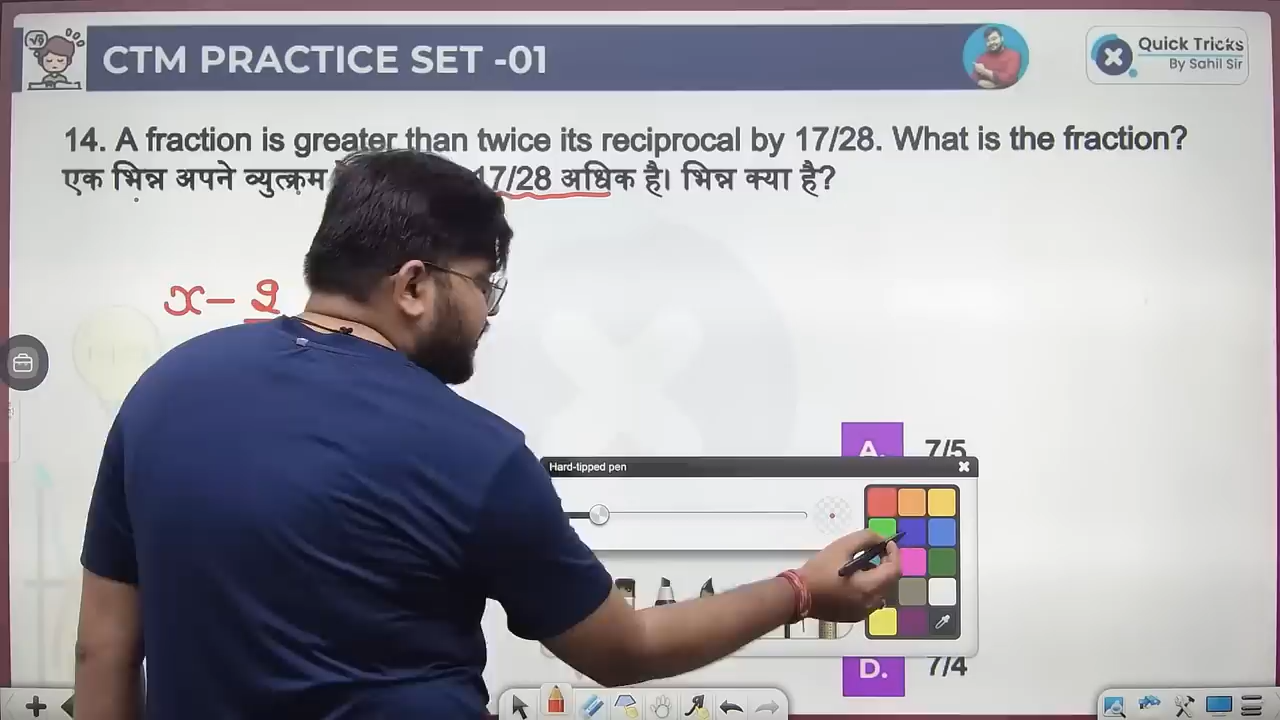 CTM PRACTICE SET -01
Quick Tricks
By Sahil Sir
14. A fraction is greater than twice its reciprocal by 17/28. What is the fraction?
एक भिन्न अपने व्युत्क्रम 17/28 अधिक है। भिन्न क्या है?
x - 2
A. 7/5
Hard-tipped pen
D. 7/4